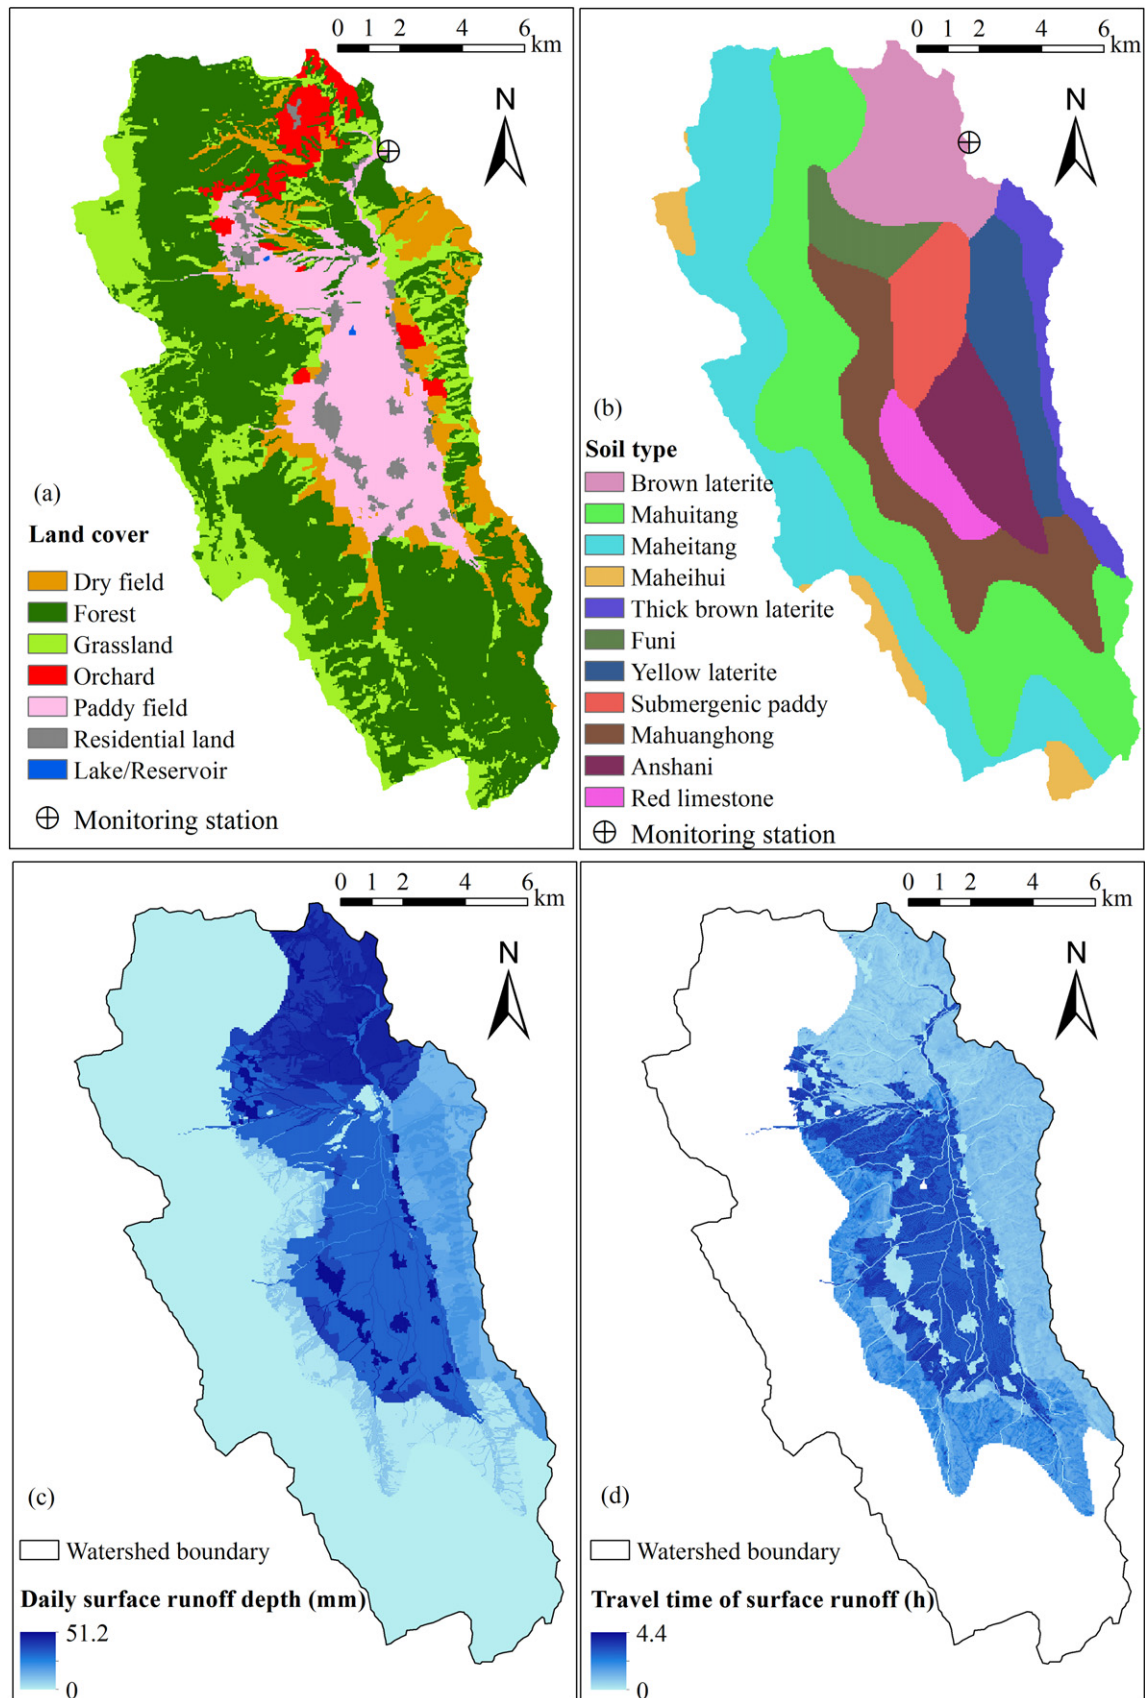 0 1 2 4 6
km
N
(a)
Land cover
Dry field
Forest
Grassland
Orchard
Paddy field
Residential land
Lake/Reservoir
Monitoring station
0 1 2 4 6
km
N
(b)
Soil type
Brown laterite
Mahuitang
Maheitang
Maheihui
Thick brown laterite
Funi
Yellow laterite
Submergenic paddy
Mahuanghong
Anshani
Red limestone
Monitoring station
0 1 2 4 6
km
N
(c)
Watershed boundary
Daily surface runoff depth (mm)
51.2
0
0 1 2 4 6
km
N
(d)
Watershed boundary
Travel time of surface runoff (h)
4.4
0